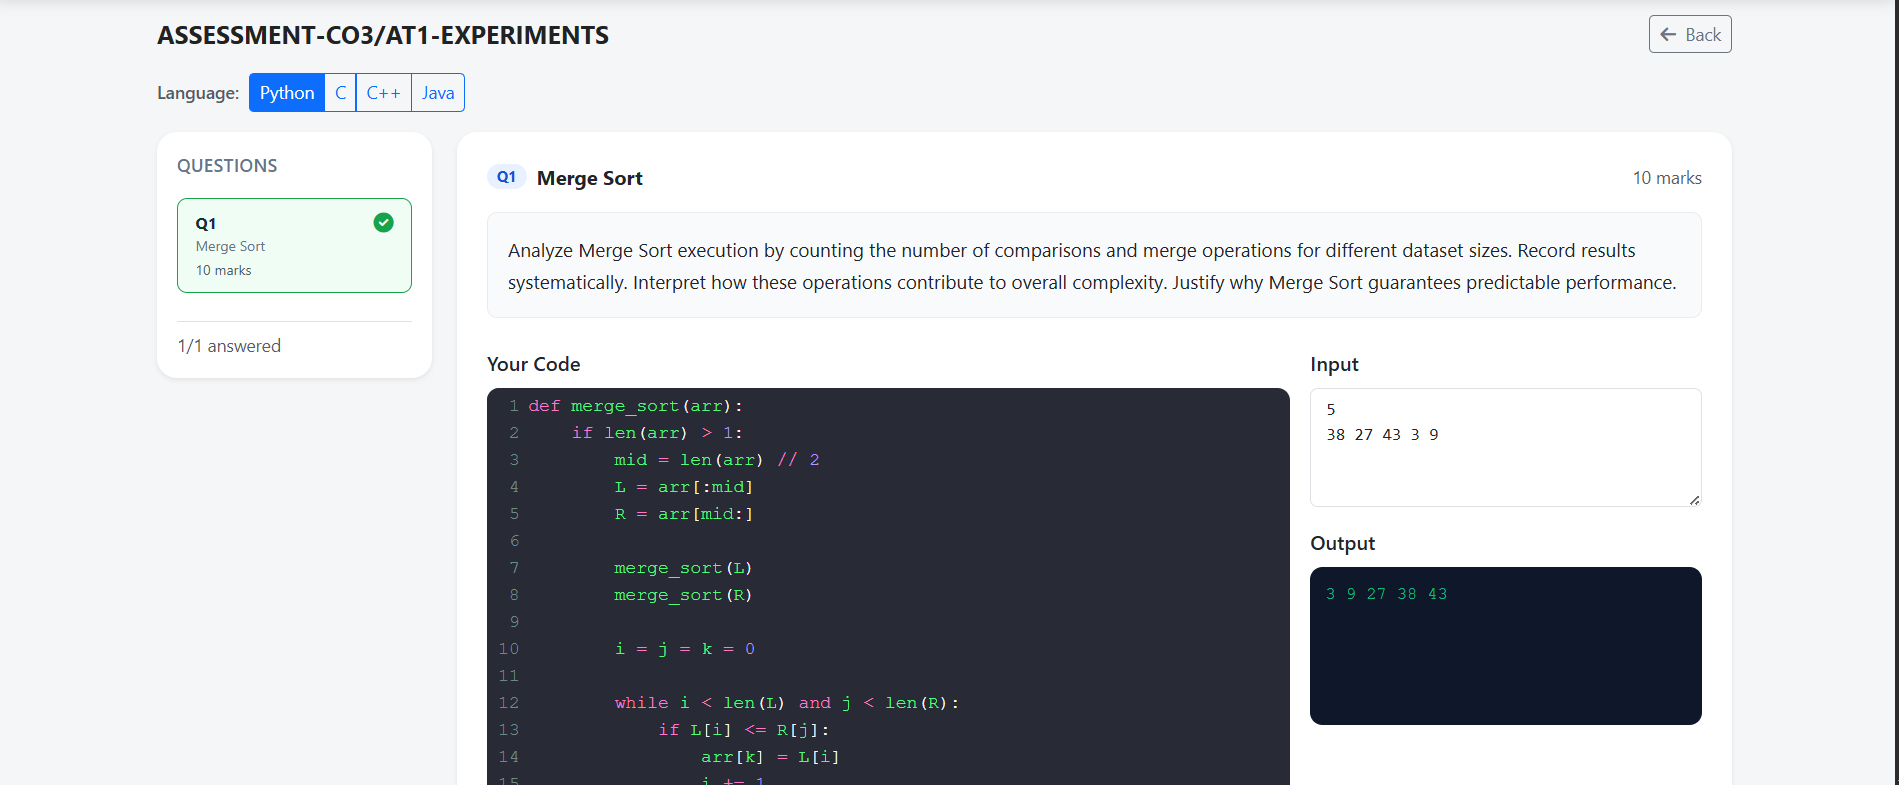 ASSESSMENT-CO3/AT1-EXPERIMENTS
Back
Language: Python C C++ Java
QUESTIONS
Q1
Merge Sort
10 marks
1/1 answered
Q1 Merge Sort
10 marks
Analyze Merge Sort execution by counting the number of comparisons and merge operations for different dataset sizes. Record results
systematically. Interpret how these operations contribute to overall complexity. Justify why Merge Sort guarantees predictable performance.
Your Code
1 def merge_sort(arr):
2     if len(arr) > 1:
3         mid = len(arr) // 2
4         L = arr[:mid]
5         R = arr[mid:]
6
7         merge_sort(L)
8         merge_sort(R)
9
10         i = j = k = 0
11
12         while i < len(L) and j < len(R):
13             if L[i] <= R[j]:
14                 arr[k] = L[i]
15                 i += 1
Input
5
38 27 43 3 9
Output
3 9 27 38 43